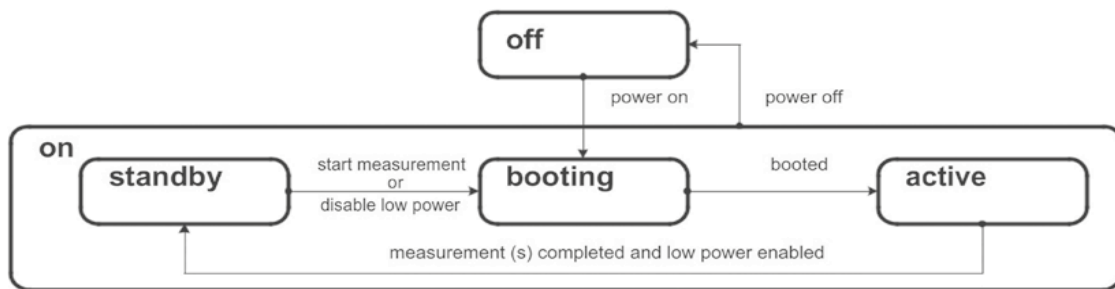 off
power on
power off
on
standby
start measurement
or
disable low power
booting
booted
active
measurement (s) completed and low power enabled